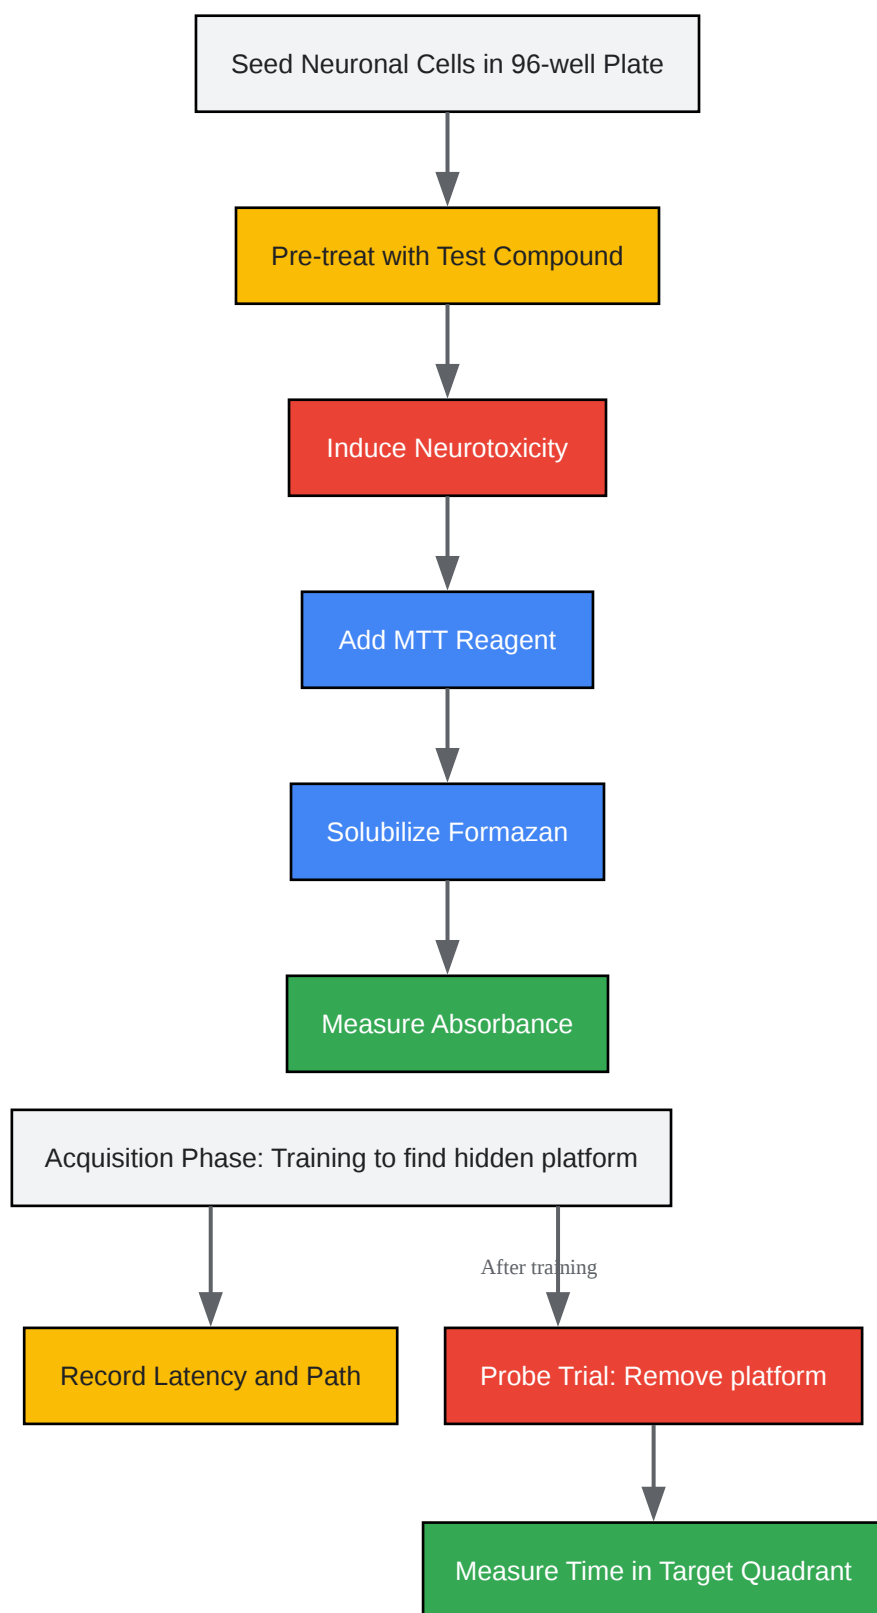 Seed Neuronal Cells in 96-well Plate
Pre-treat with Test Compound
Induce Neurotoxicity
Add MTT Reagent
Solubilize Formazan
Measure Absorbance
Acquisition Phase: Training to find hidden platform
After training
Record Latency and Path
Probe Trial: Remove platform
Measure Time in Target Quadrant